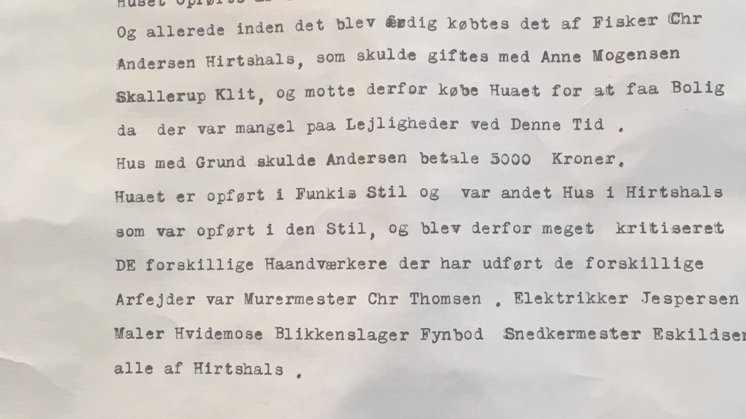 Huset Opførtes af
Og allerede inden det blev færdig købtes det af Fisker Chr
Andersen Hirtshals, som skulde giftes med Anne Mogensen
Skallerup Klit, og motte derfor købe Huaet for at faa Bolig
da der var mangel paa Lejligheder ved Denne Tid .
Hus med Grund skulde Andersen betale 5000 Kroner.
Huaet er opført i Funkis Stil og var andet Hus i Hirtshals
som var opført i den Stil, og blev derfor meget kritiseret
DE forskillige Haandværkere der har udført de forskillige
Arfejder var Murermester Chr Thomsen . Elektrikker Jespersen
Maler Hvidemose Blikkenslager Fynbod Snedkermester Eskildsen
alle af Hirtshals .